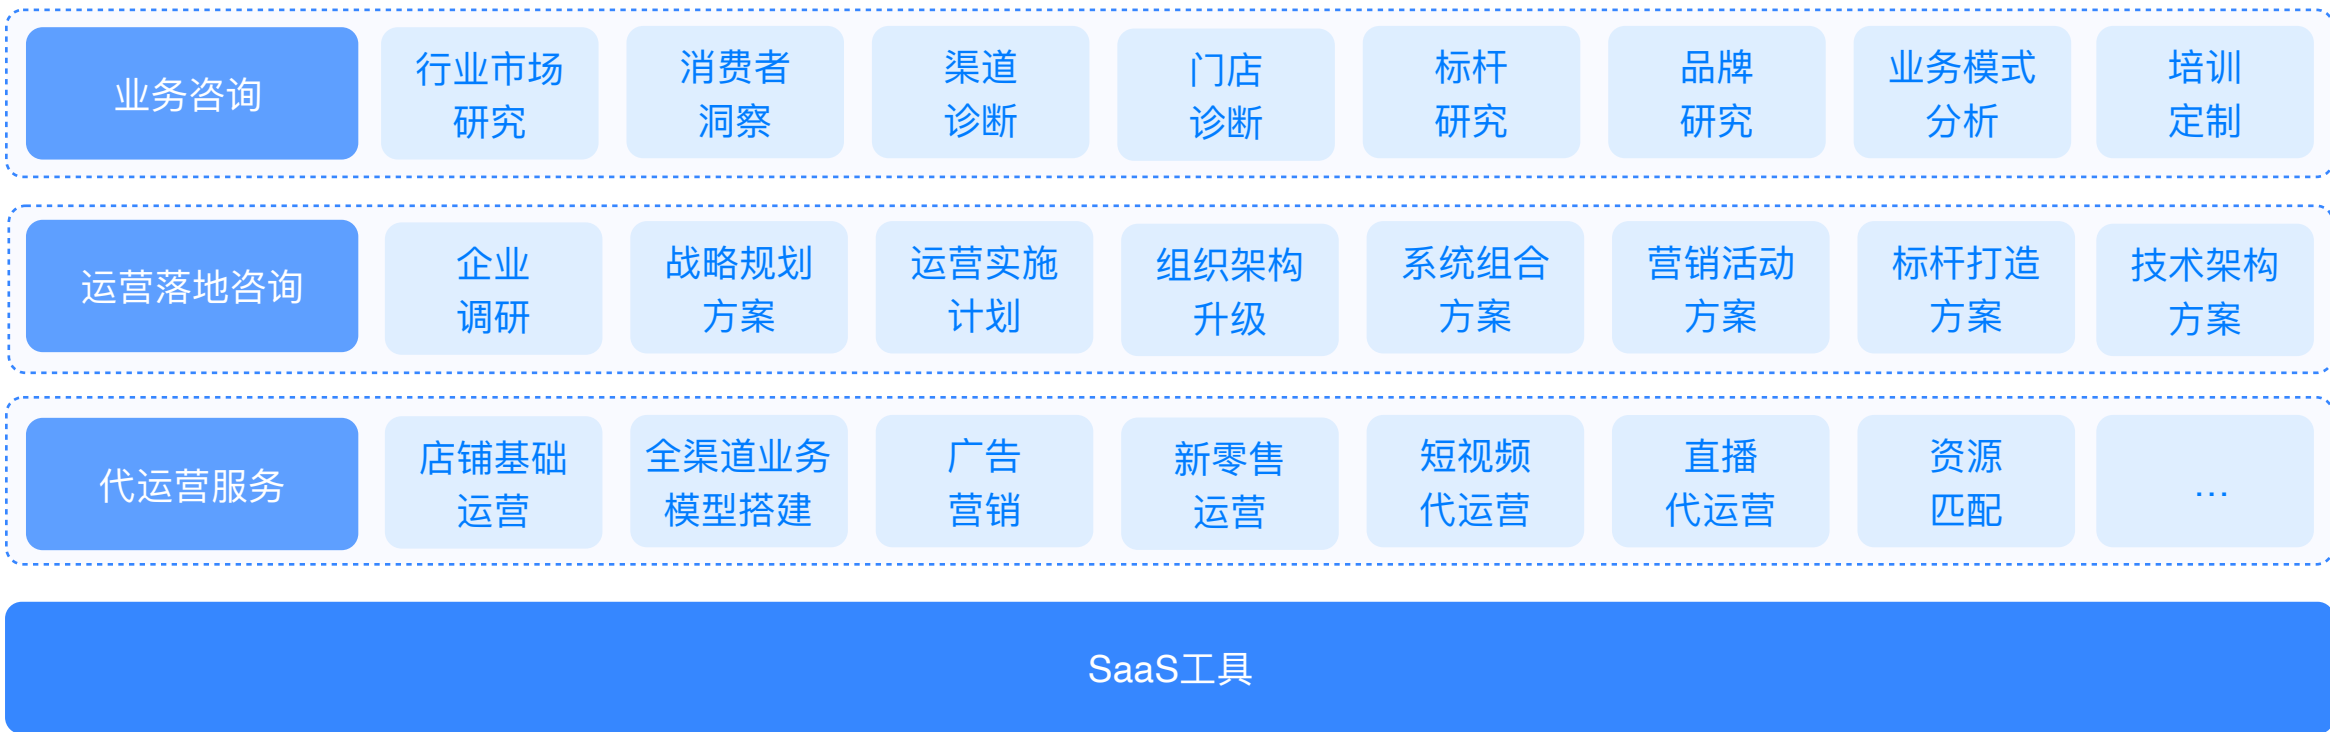 业务咨询
行业市场
研究
消费者
洞察
渠道
诊断
门店
诊断
标杆
研究
品牌
研究
业务模式
分析
培训
定制
运营落地咨询
企业
调研
战略规划
方案
运营实施
计划
组织架构
升级
系统组合
方案
营销活动
方案
标杆打造
方案
技术架构
方案
代运营服务
店铺基础
运营
全渠道业务
模型搭建
广告
营销
新零售
运营
短视频
代运营
直播
代运营
资源
匹配
...
SaaS工具